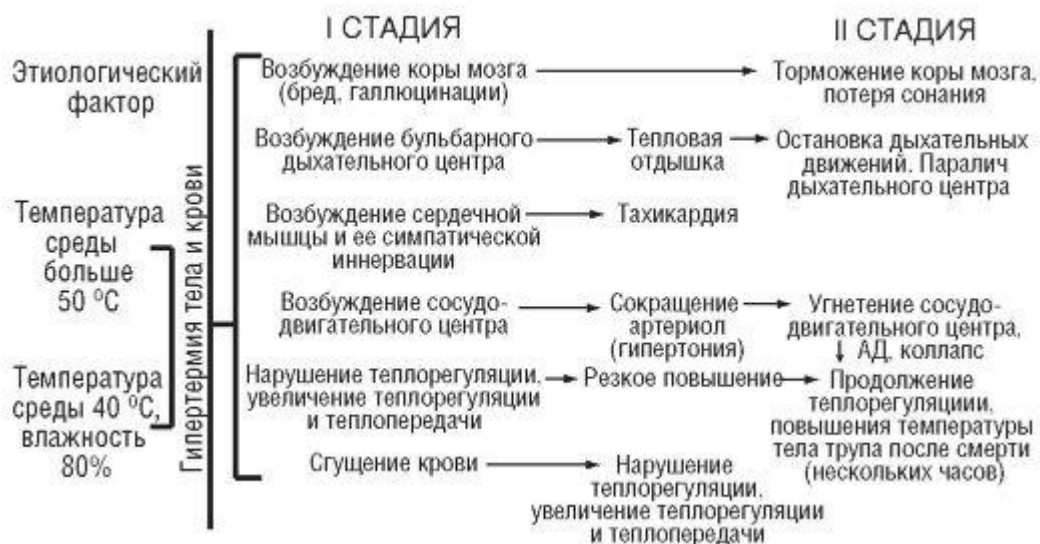 I СТАДИЯ
II СТАДИЯ
Этиологический
фактор
Температура
среды
больше
50 ºС
Температура
среды 40 ºС,
влажность
80%
Гипертермия тела и крови
Возбуждение коры мозга
(бред, галлюцинации)
Торможение коры мозга,
потеря сонания
Возбуждение бульбарного
дыхательного центра
Тепловая
отдышка
Остановка дыхательных
движений. Паралич
дыхательного центра
Возбуждение сердечной
мышцы и ее симпатической
иннервации
Тахикардия
Возбуждение сосудо-
двигательного центра
Сокращение
артериол
(гипертония)
Угнетение сосудо-
двигательного центра,
↓ АД, коллапс
Нарушение теплорегуляции,
увеличение теплорегуляции
и теплопередачи
Резкое повышение
Продолжение
теплорегуляциии,
повышения температуры
тела трупа после смерти
(нескольких часов)
Сгущение крови
Нарушение
теплорегуляции,
увеличение теплорегуляции
и теплопередачи